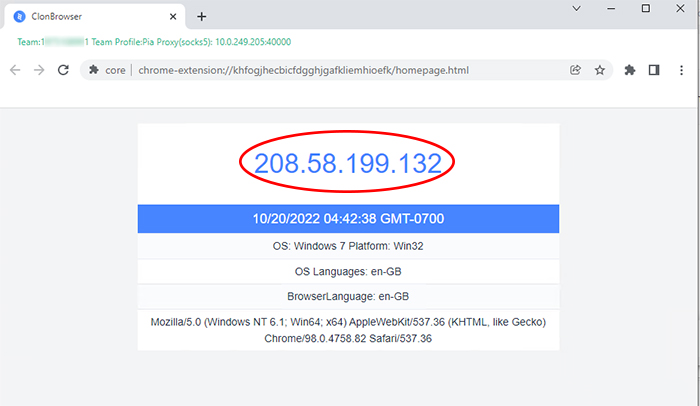 ClonBrowser
Team:1 1 Team Profile:Pia Proxy(socks5): 10.0.249.205:40000
core chrome-extension://khfogjhecbicfdgghjgafkliemhioefk/homepage.html
208.58.199.132
10/20/2022 04:42:38 GMT-0700
OS: Windows 7 Platform: Win32
OS Languages: en-GB
BrowserLanguage: en-GB
Mozilla/5.0 (Windows NT 6.1; Win64; x64) AppleWebKit/537.36 (KHTML, like Gecko)
Chrome/98.0.4758.82 Safari/537.36